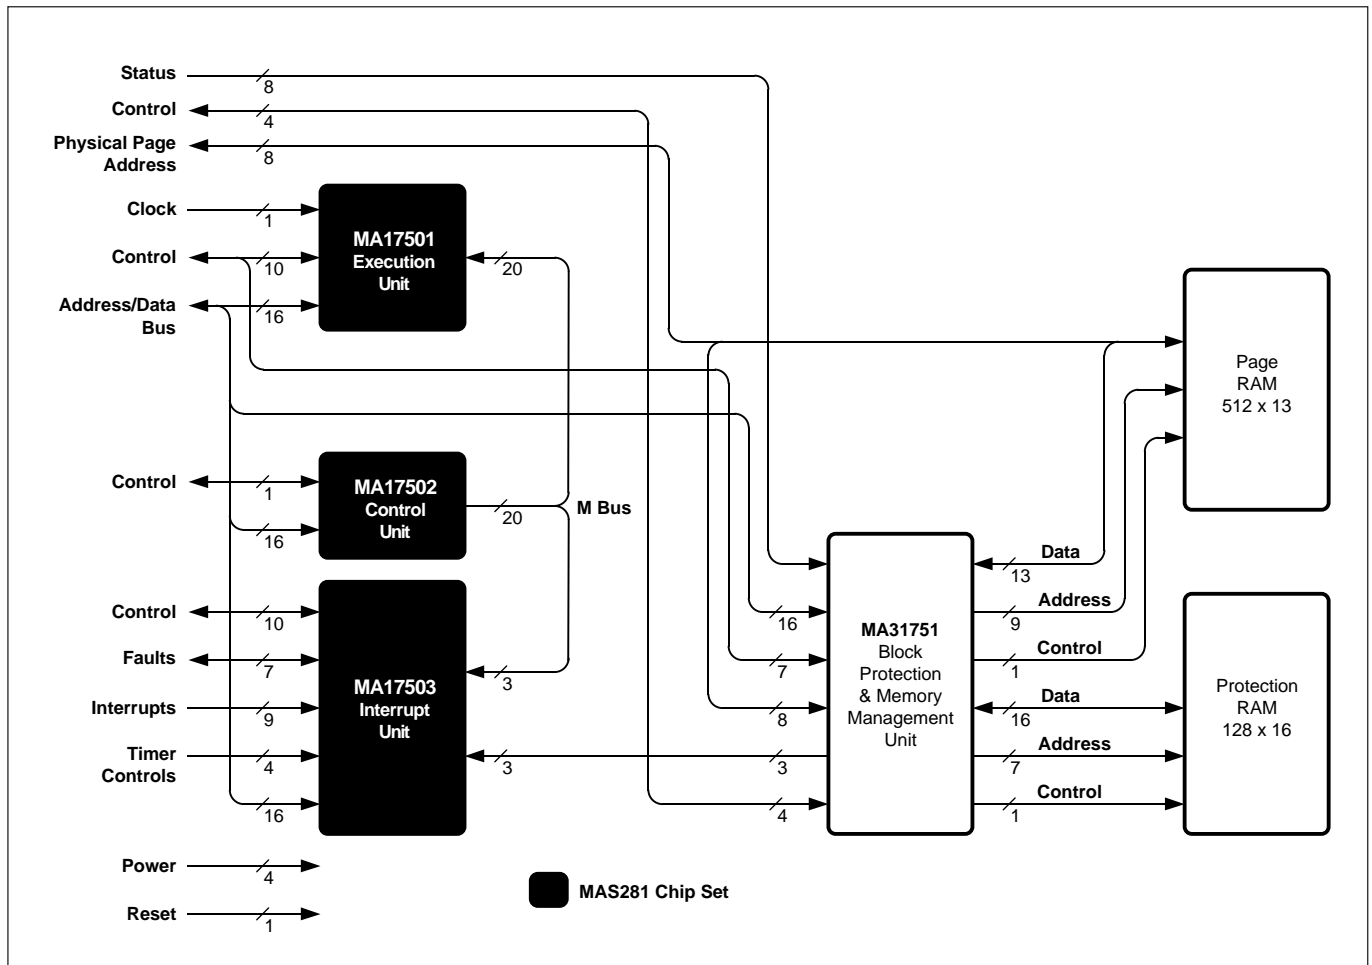 Status
8
Control
4
Physical Page
Address
8
Clock
1
Control
10
Address/Data
Bus
16
MA17501
Execution
Unit
20
Control
1
16
MA17502
Control
Unit
20
M Bus
Control
10
Faults
7
Interrupts
9
Timer
Controls
4
16
MA17503
Interrupt
Unit
3
3
16
7
8
3
4
MA31751
Block
Protection
& Memory
Management
Unit
Data
13
Address
9
Control
1
Data
16
Address
7
Control
1
Page
RAM
512 x 13
Protection
RAM
128 x 16
Power
4
Reset
1
MAS281 Chip Set